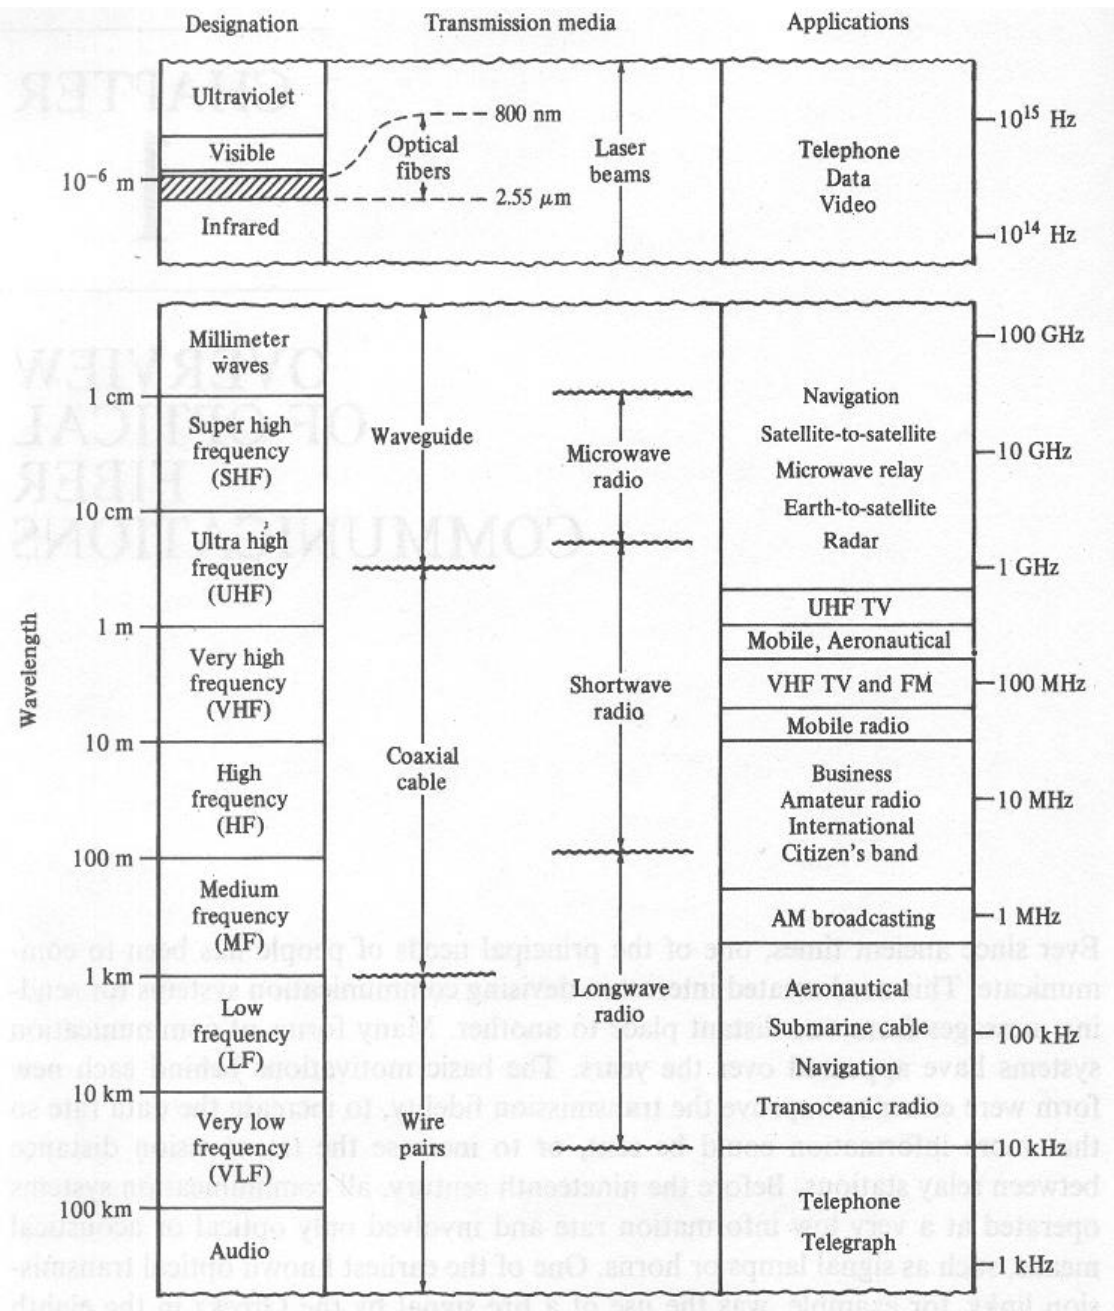 Designation
Transmission media
Applications
Ultraviolet
Visible
10⁻⁶ m
Infrared
800 nm
Optical
fibers
2.55 μm
Laser
beams
Telephone
Data
Video
10¹⁵ Hz
10¹⁴ Hz
Wavelength
Millimeter
waves
1 cm
Super high
frequency
(SHF)
10 cm
Ultra high
frequency
(UHF)
1 m
Very high
frequency
(VHF)
10 m
High
frequency
(HF)
100 m
Medium
frequency
(MF)
1 km
Low
frequency
(LF)
10 km
Very low
frequency
(VLF)
100 km
Audio
Waveguide
Coaxial
cable
Wire
pairs
Microwave
radio
Shortwave
radio
Longwave
radio
Navigation
Satellite-to-satellite
Microwave relay
Earth-to-satellite
Radar
UHF TV
Mobile, Aeronautical
VHF TV and FM
Mobile radio
Business
Amateur radio
International
Citizen's band
AM broadcasting
Aeronautical
Submarine cable
Navigation
Transoceanic radio
Telephone
Telegraph
100 GHz
10 GHz
1 GHz
100 MHz
10 MHz
1 MHz
100 kHz
10 kHz
1 kHz